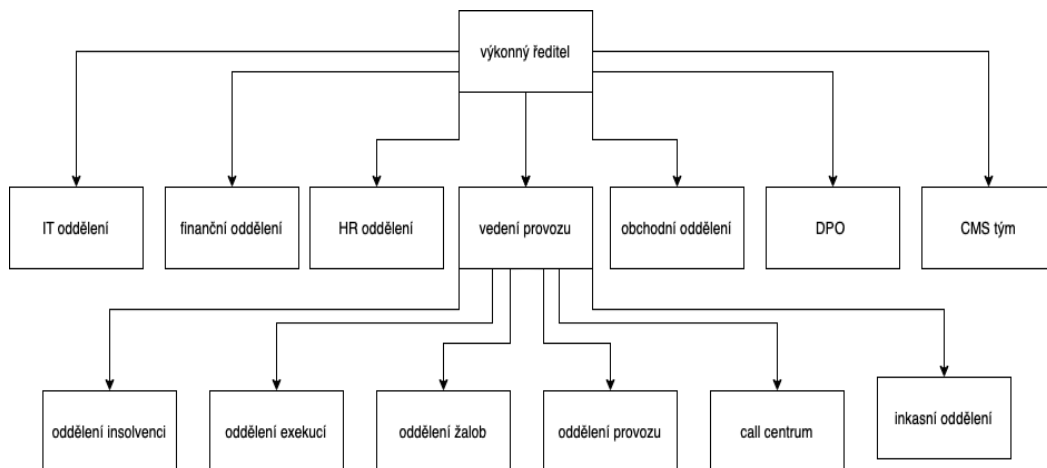 výkonný ředitel
IT oddělení
finanční oddělení
HR oddělení
vedení provozu
obchodní oddělení
DPO
CMS tým
oddělení insolvenci
oddělení exekucí
oddělení žalob
oddělení provozu
call centrum
inkasní oddělení